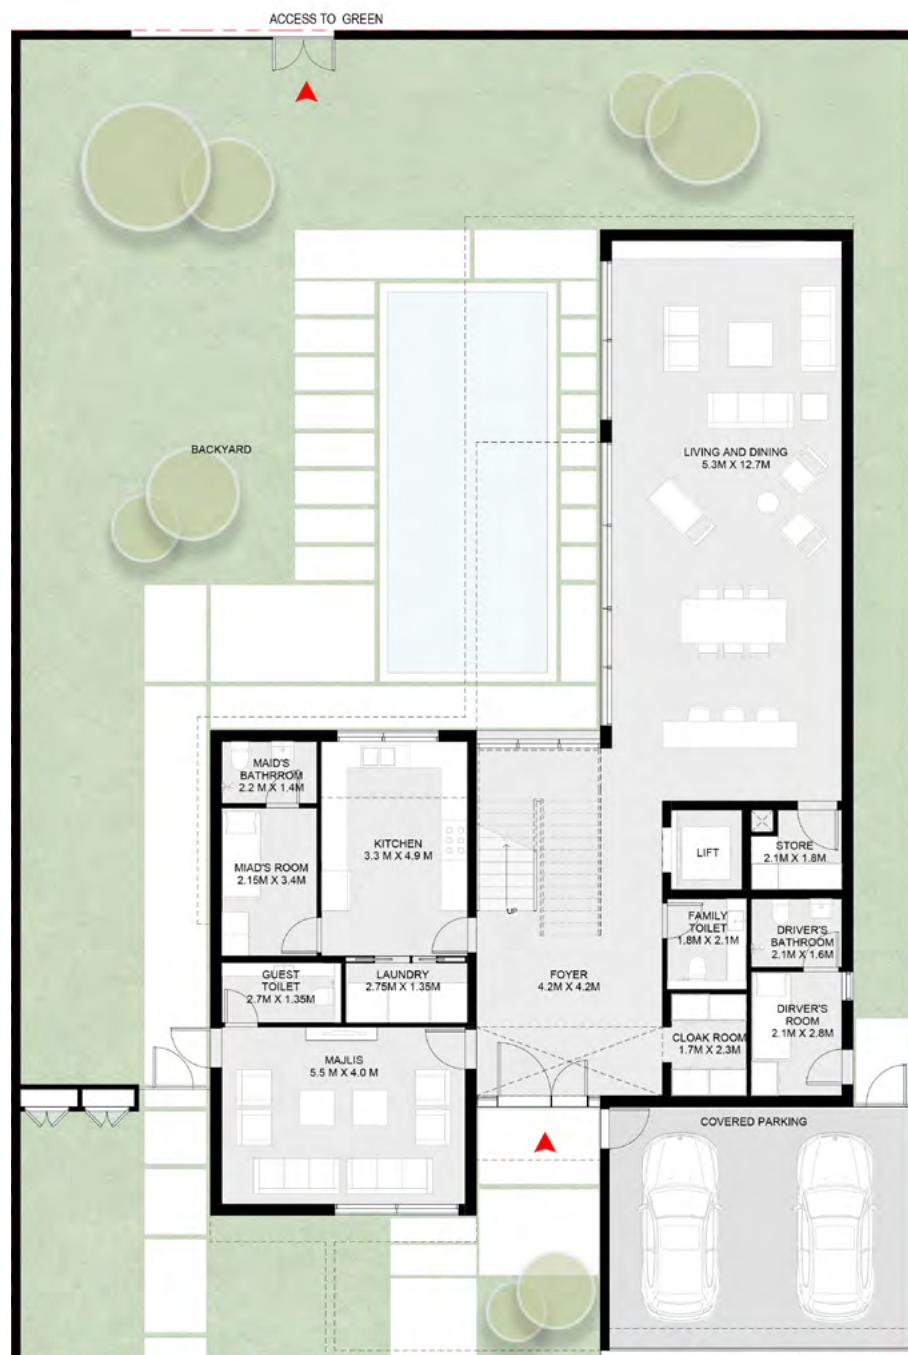 ACCESS TO GREEN
BACKYARD
LIVING AND DINING
5.3M X 12.7M
MAID'S
BATHRROM
2.2 M X 1.4M
KITCHEN
3.3 M X 4.9 M
MIAD'S ROOM
2.15M X 3.4M
LIFT
STORE
2.1M X 1.8M
UP
FAMILY
TOILET
1.8M X 2.1M
DRIVER'S
BATHROOM
2.1M X 1.6M
GUEST
TOILET
2.7M X 1.35M
LAUNDRY
2.75M X 1.35M
FOYER
4.2M X 4.2M
DIRVER'S
ROOM
2.1M X 2.8M
CLOAK ROOM
1.7M X 2.3M
MAJLIS
5.5 M X 4.0 M
COVERED PARKING